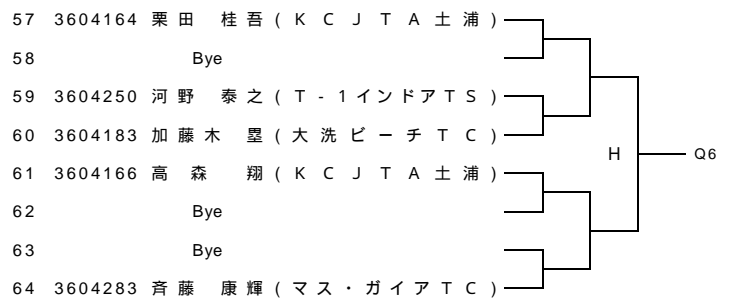 57 3604164 栗田 桂吾(KCJTA土浦)
58 Bye
59 3604250 河野 泰之(T-1インドアTS)
60 3604183 加藤木 塁(大洗ビーチTC)
H Q6
61 3604166 高森 翔(KCJTA土浦)
62 Bye
63 Bye
64 3604283 斉藤 康輝(マス・ガイアTC)